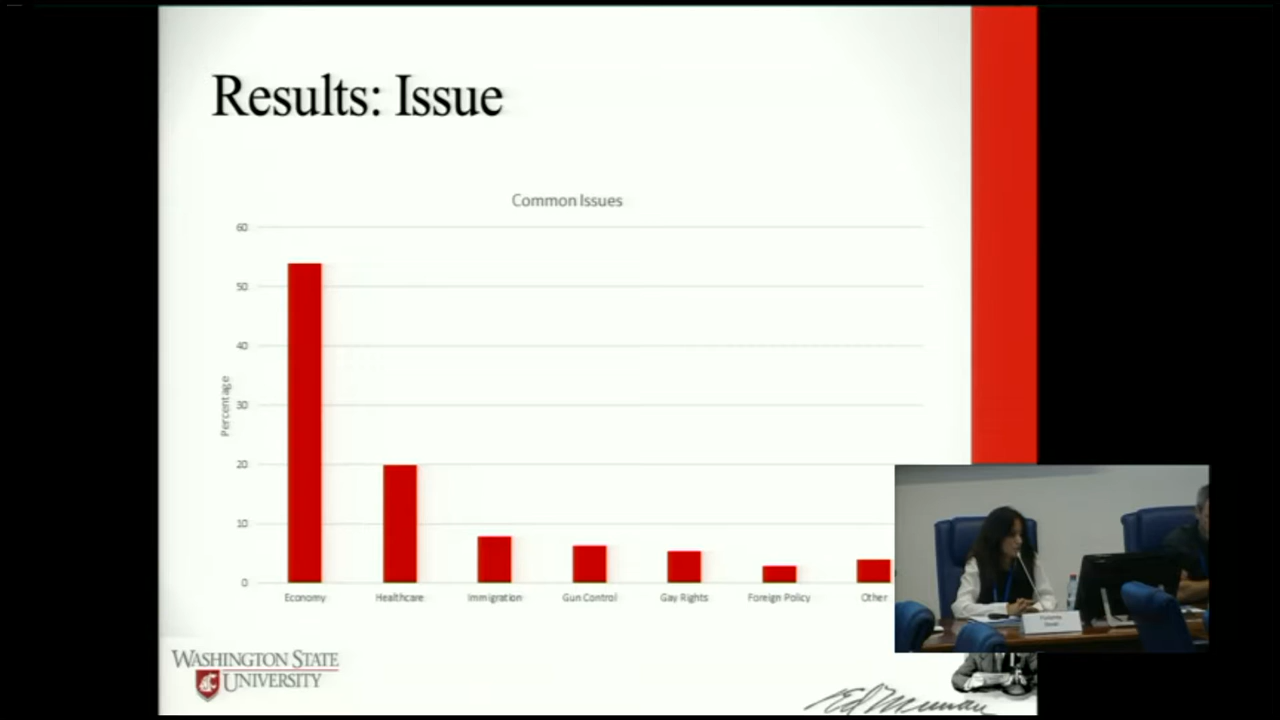 Results: Issue
Common Issues
60
50
40
30
20
10
0
Percentage
Economy
Healthcare
Immigration
Gun Control
Gay Rights
Foreign Policy
Other
WASHINGTON STATE
UNIVERSITY